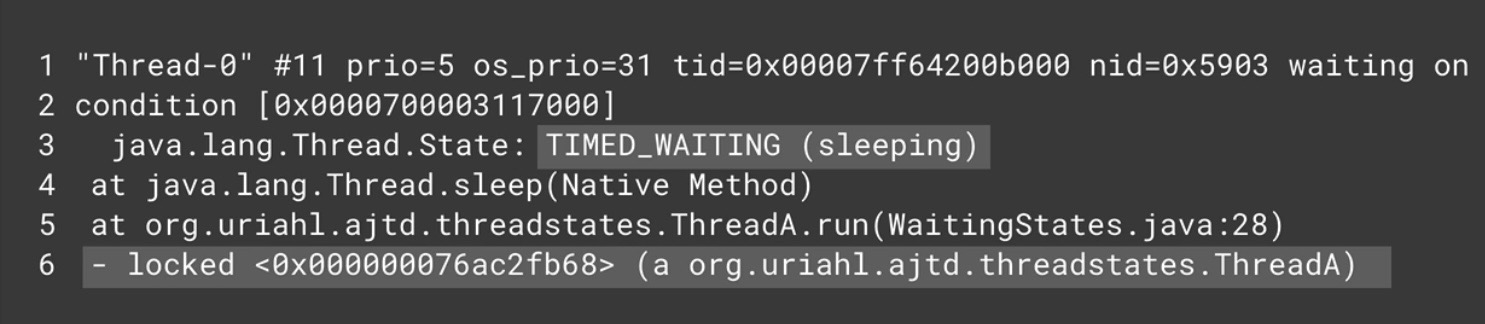 1 "Thread-0" #11 prio=5 os_prio=31 tid=0x00007ff64200b000 nid=0x5903 waiting on
2 condition [0x0000700003117000]
3 java.lang.Thread.State: TIMED_WAITING (sleeping)
4 at java.lang.Thread.sleep(Native Method)
5 at org.uriahl.ajtd.threadstates.ThreadA.run(WaitingStates.java:28)
6 - locked <0x000000076ac2fb68> (a org.uriahl.ajtd.threadstates.ThreadA)